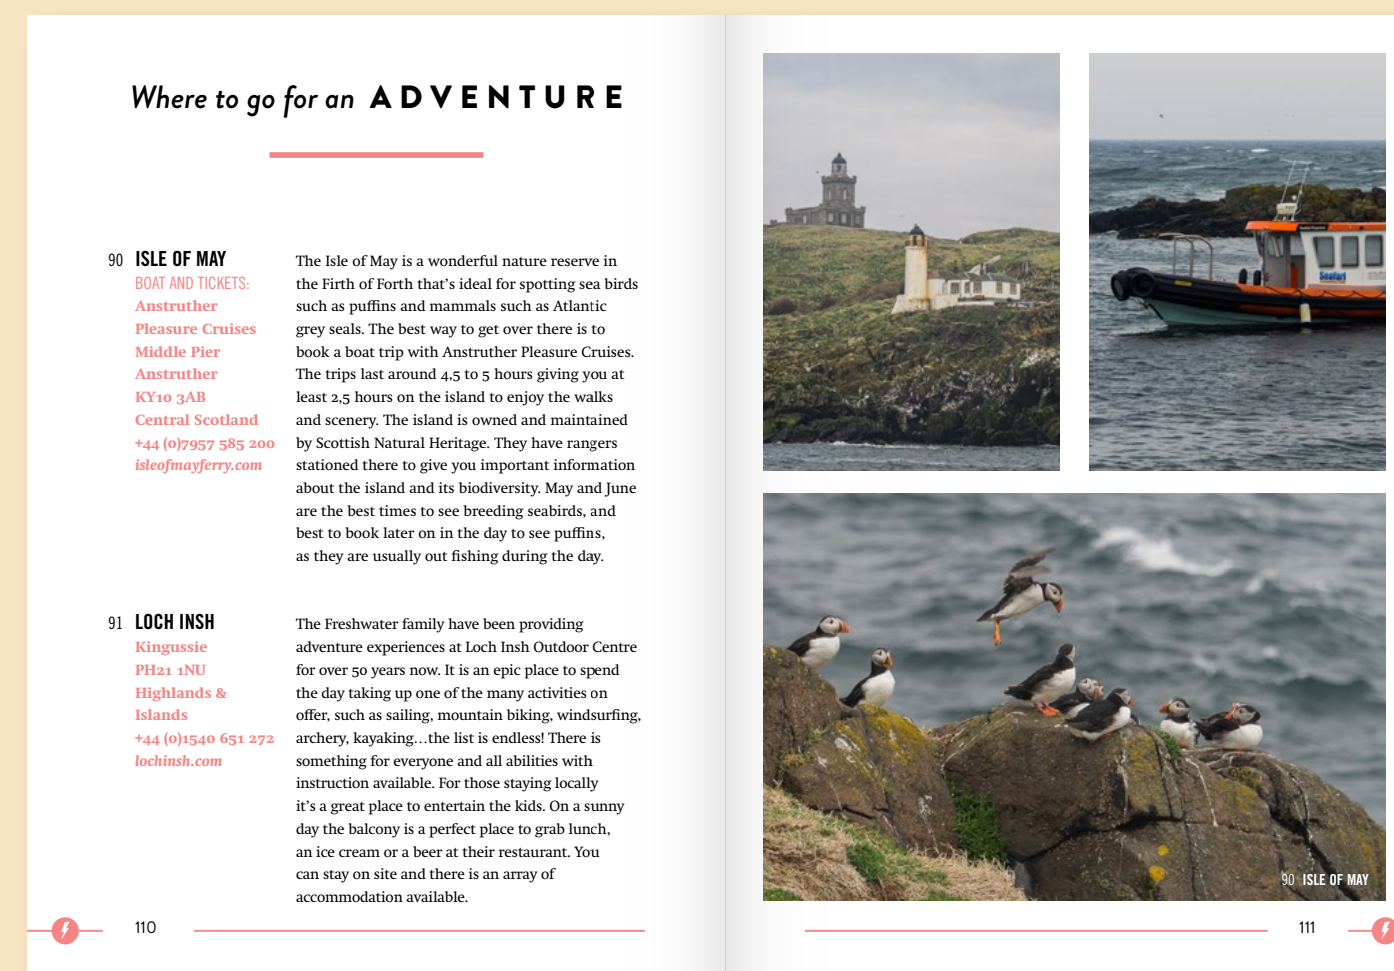 Where to go for an ADVENTURE
90 ISLE OF MAY
BOAT AND TICKETS:
Anstruther
Pleasure Cruises
Middle Pier
Anstruther
KY10 3AB
Central Scotland
+44 (0)7957 585 200
isleofmayferry.com
The Isle of May is a wonderful nature reserve in
the Firth of Forth that's ideal for spotting sea birds
such as puffins and mammals such as Atlantic
grey seals. The best way to get over there is to
book a boat trip with Anstruther Pleasure Cruises.
The trips last around 4,5 to 5 hours giving you at
least 2,5 hours on the island to enjoy the walks
and scenery. The island is owned and maintained
by Scottish Natural Heritage. They have rangers
stationed there to give you important information
about the island and its biodiversity. May and June
are the best times to see breeding seabirds, and
best to book later on in the day to see puffins,
as they are usually out fishing during the day.
91 LOCH INSH
Kingussie
PH21 1NU
Highlands &
Islands
+44 (0)1540 651 272
lochinsh.com
The Freshwater family have been providing
adventure experiences at Loch Insh Outdoor Centre
for over 50 years now. It is an epic place to spend
the day taking up one of the many activities on
offer, such as sailing, mountain biking, windsurfing,
archery, kayaking…the list is endless! There is
something for everyone and all abilities with
instruction available. For those staying locally
it's a great place to entertain the kids. On a sunny
day the balcony is a perfect place to grab lunch,
an ice cream or a beer at their restaurant. You
can stay on site and there is an array of
accommodation available.
110
Seafari
90 ISLE OF MAY
111